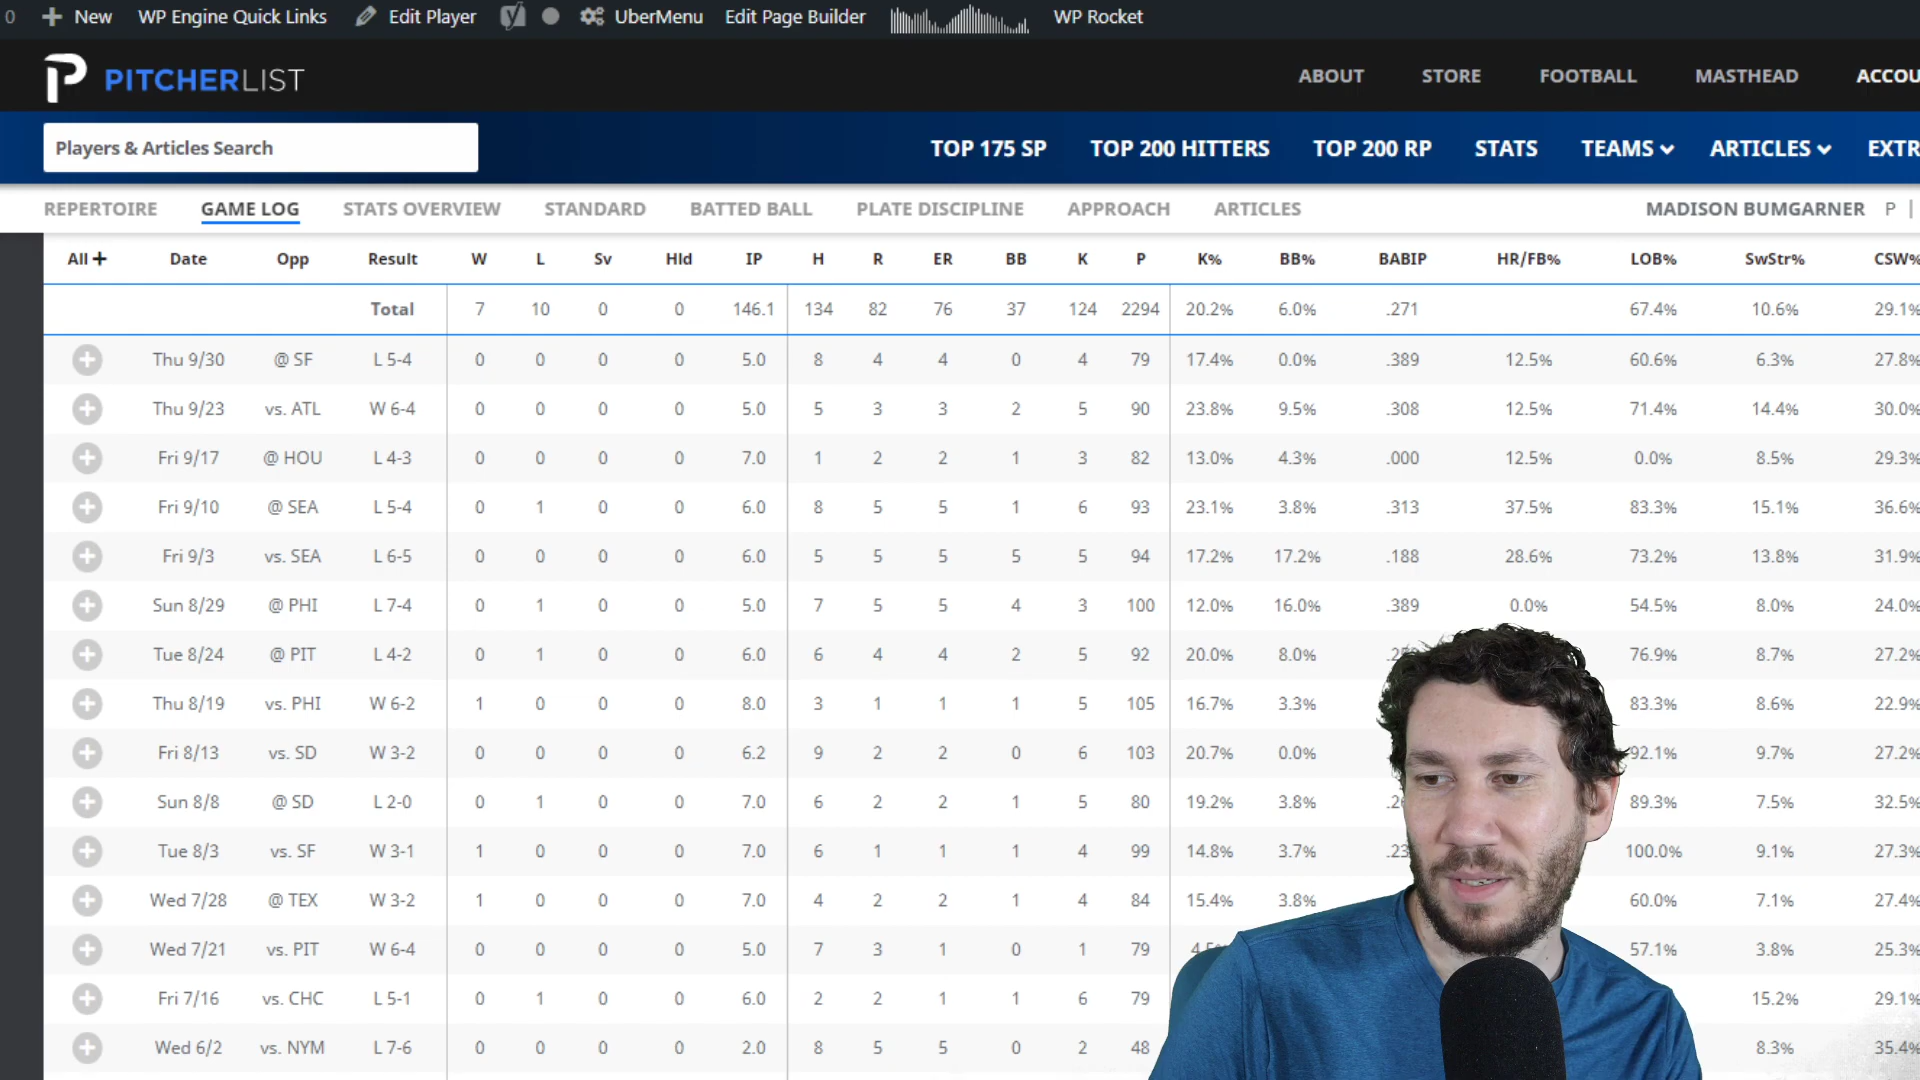 0 New WP Engine Quick Links Edit Player UberMenu Edit Page Builder WP Rocket
PITCHERLIST ABOUT STORE FOOTBALL MASTHEAD ACCOU
Players & Articles Search TOP 175 SP TOP 200 HITTERS TOP 200 RP STATS TEAMS ARTICLES EXTR
REPERTOIRE GAME LOG STATS OVERVIEW STANDARD BATTED BALL PLATE DISCIPLINE APPROACH ARTICLES MADISON BUMGARNER P |
All + Date Opp Result W L Sv Hld IP H R ER BB K P K% BB% BABIP HR/FB% LOB% SwStr% CSW%
Total 7 10 0 0 146.1 134 82 76 37 124 2294 20.2% 6.0% .271 67.4% 10.6% 29.1%
Thu 9/30 @ SF L 5-4 0 0 0 0 5.0 8 4 4 0 4 79 17.4% 0.0% .389 12.5% 60.6% 6.3% 27.8%
Thu 9/23 vs. ATL W 6-4 0 0 0 0 5.0 5 3 3 2 5 90 23.8% 9.5% .308 12.5% 71.4% 14.4% 30.0%
Fri 9/17 @ HOU L 4-3 0 0 0 0 7.0 1 2 2 1 3 82 13.0% 4.3% .000 12.5% 0.0% 8.5% 29.3%
Fri 9/10 @ SEA L 5-4 0 1 0 0 6.0 8 5 5 1 6 93 23.1% 3.8% .313 37.5% 83.3% 15.1% 36.6%
Fri 9/3 vs. SEA L 6-5 0 0 0 0 6.0 5 5 5 5 5 94 17.2% 17.2% .188 28.6% 73.2% 13.8% 31.9%
Sun 8/29 @ PHI L 7-4 0 1 0 0 5.0 7 5 5 4 3 100 12.0% 16.0% .389 0.0% 54.5% 8.0% 24.0%
Tue 8/24 @ PIT L 4-2 0 1 0 0 6.0 6 4 4 2 5 92 20.0% 8.0% 76.9% 8.7% 27.2%
Thu 8/19 vs. PHI W 6-2 1 0 0 0 8.0 3 1 1 1 5 105 16.7% 3.3% 83.3% 8.6% 22.9%
Fri 8/13 vs. SD W 3-2 0 0 0 0 6.2 9 2 2 0 6 103 20.7% 0.0% 92.1% 9.7% 27.2%
Sun 8/8 @ SD L 2-0 0 1 0 0 7.0 6 2 2 1 5 80 19.2% 3.8% 89.3% 7.5% 32.5%
Tue 8/3 vs. SF W 3-1 1 0 0 0 7.0 6 1 1 1 4 99 14.8% 3.7% .23 100.0% 9.1% 27.3%
Wed 7/28 @ TEX W 3-2 1 0 0 0 7.0 4 2 2 1 4 84 15.4% 3.8% 60.0% 7.1% 27.4%
Wed 7/21 vs. PIT W 6-4 0 0 0 0 5.0 7 3 1 0 1 79 57.1% 3.8% 25.3%
Fri 7/16 vs. CHC L 5-1 0 1 0 0 6.0 2 2 1 1 6 79 15.2% 29.1%
Wed 6/2 vs. NYM L 7-6 0 0 0 0 2.0 8 5 5 0 2 48 8.3% 35.4%